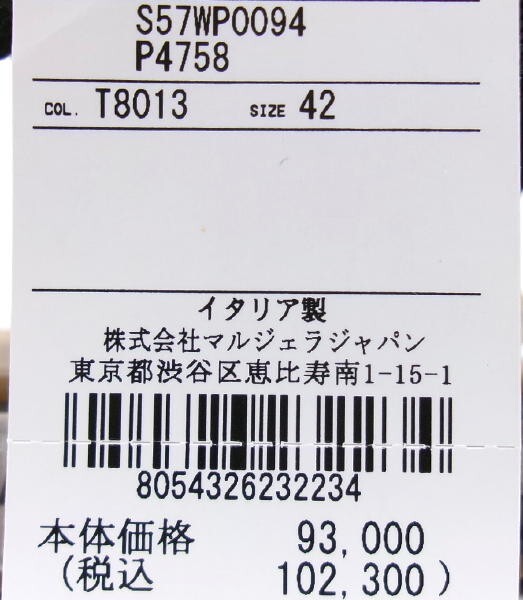 S57WP0094
P4758
COL. T8013 SIZE 42
イタリア製
株式会社マルジェラジャパン
東京都渋谷区恵比寿南1-15-1
8054326232234
本体価格 93,000
(税込 102,300)